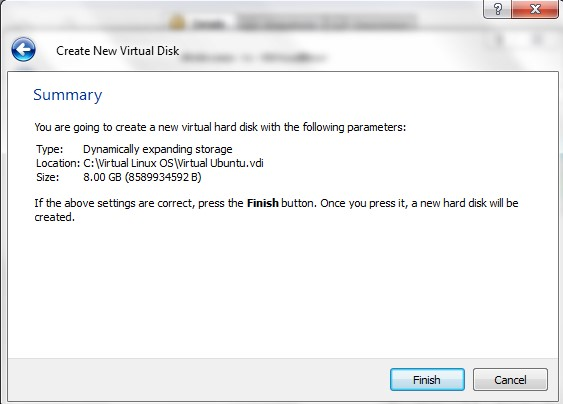 ?
Create New Virtual Disk
Summary
You are going to create a new virtual hard disk with the following parameters:
Type: Dynamically expanding storage
Location: C:\Virtual Linux OS\Virtual Ubuntu.vdi
Size: 8.00 GB (8589934592 B)
If the above settings are correct, press the Finish button. Once you press it, a new hard disk will be
created.
Finish Cancel